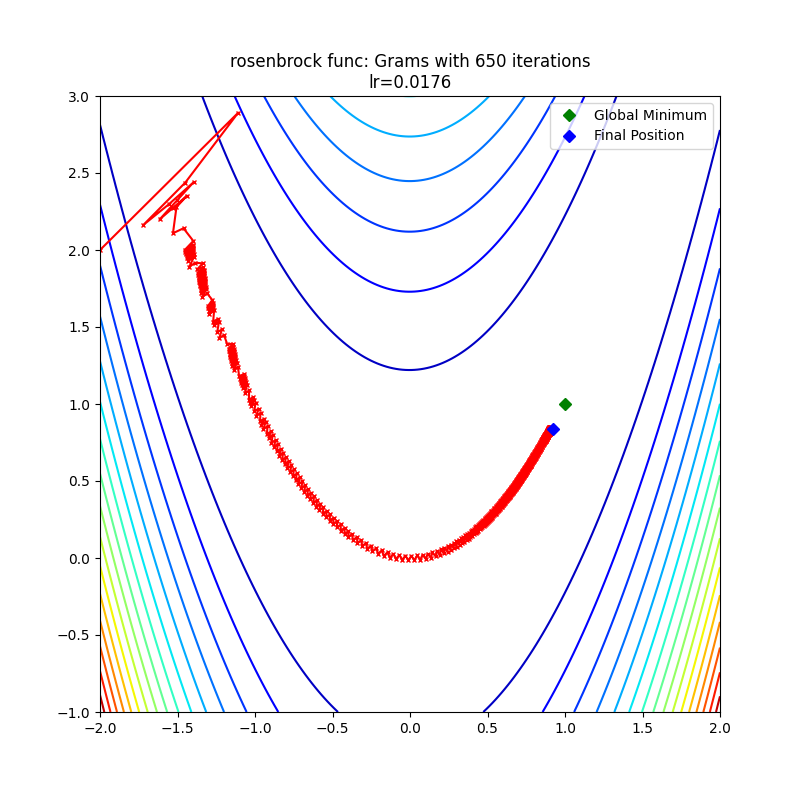 rosenbrock func: Grams with 650 iterations
lr=0.0176
Global Minimum
Final Position
3.0
2.5
2.0
1.5
1.0
0.5
0.0
−0.5
−1.0
−2.0 −1.5 −1.0 −0.5 0.0 0.5 1.0 1.5 2.0